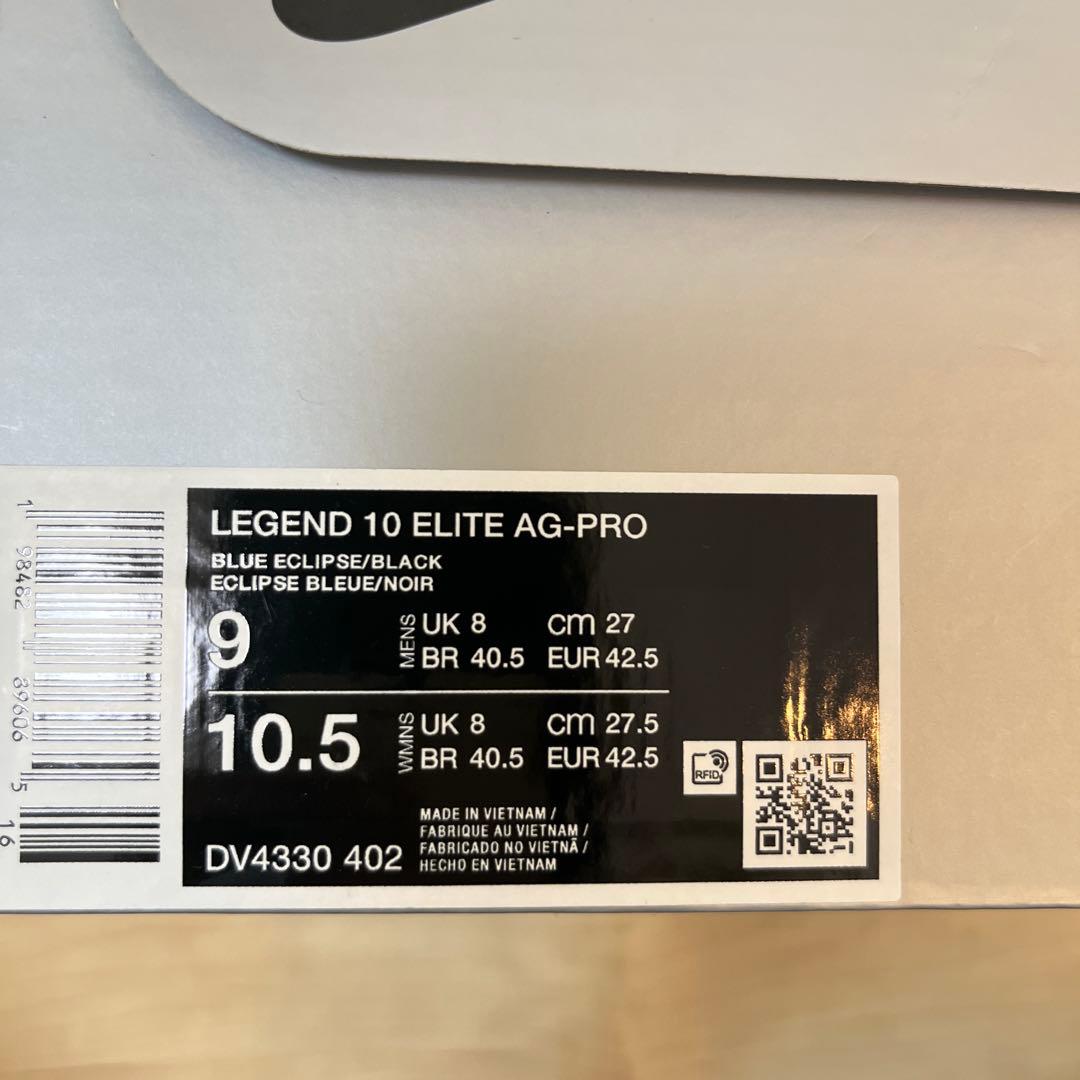 LEGEND 10 ELITE AG-PRO
BLUE ECLIPSE/BLACK
ECLIPSE BLEUE/NOIR
9 MENS UK 8 cm 27
BR 40.5 EUR 42.5
10.5 WMNS UK 8 cm 27.5
BR 40.5 EUR 42.5
RFID
MADE IN VIETNAM /
FABRIQUE AU VIETNAM /
FABRICADO NO VIETNÃ /
HECHO EN VIETNAM
DV4330 402
16